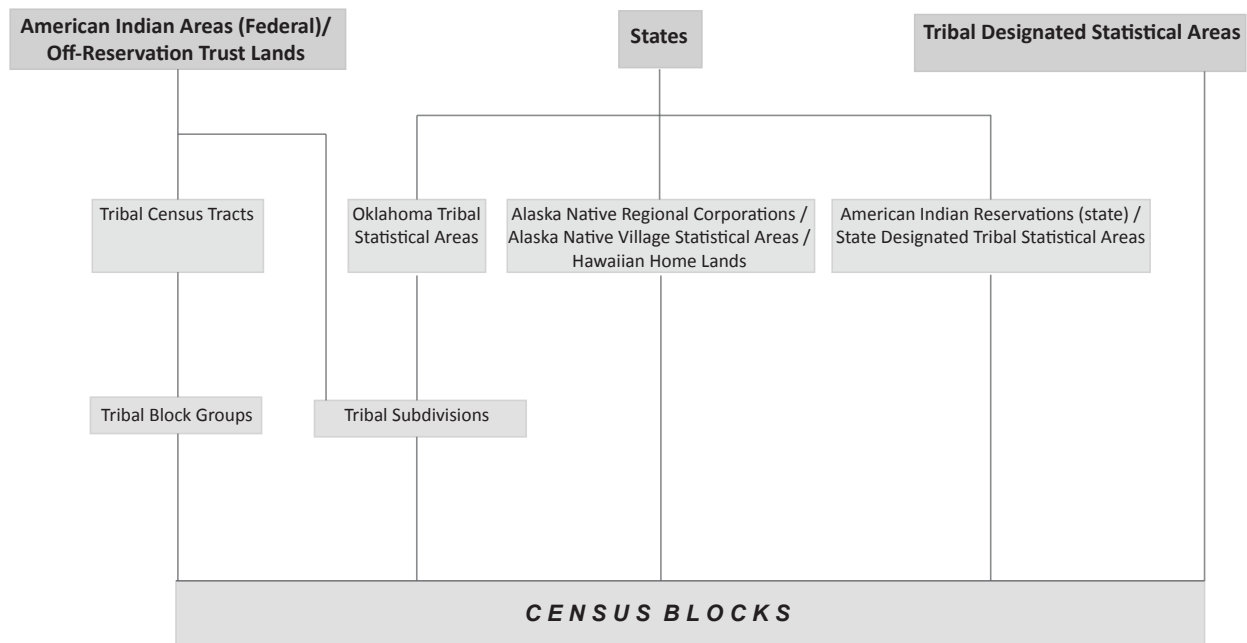 American Indian Areas (Federal)/
Off-Reservation Trust Lands
States
Tribal Designated Statistical Areas
Tribal Census Tracts
Oklahoma Tribal
Statistical Areas
Alaska Native Regional Corporations /
Alaska Native Village Statistical Areas /
Hawaiian Home Lands
American Indian Reservations (state) /
State Designated Tribal Statistical Areas
Tribal Block Groups
Tribal Subdivisions
CENSUS BLOCKS